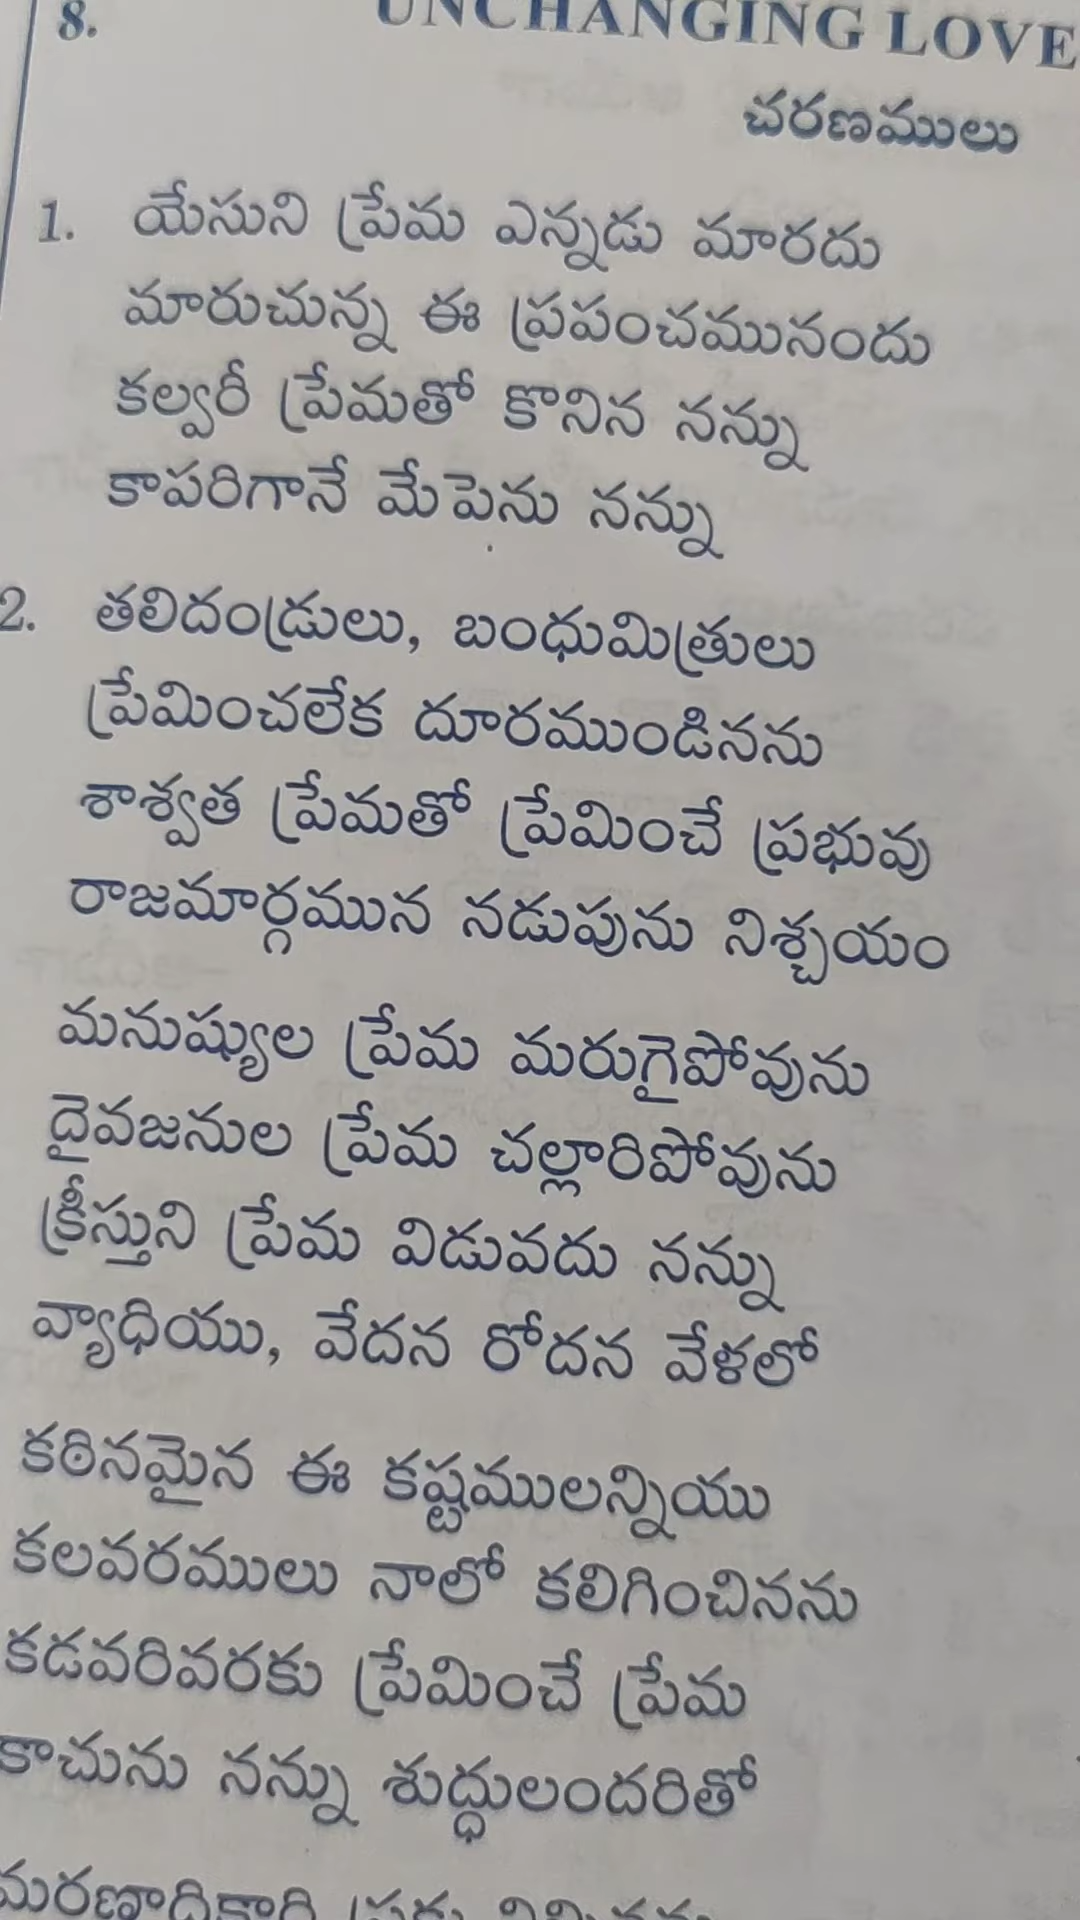 8. UNCHANGING LOVE
చరణములు
1. యేసుని ప్రేమ ఎన్నడు మారదు
మారుచున్న ఈ ప్రపంచమునందు
కల్వరీ ప్రేమతో కొనిన నన్ను
కాపరిగానే మేపెను నన్ను
2. తలిదండ్రులు, బంధుమిత్రులు
ప్రేమించలేక దూరముండినను
శాశ్వత ప్రేమతో ప్రేమించే ప్రభువు
రాజమార్గమున నడుపును నిశ్చయం
మనుష్యుల ప్రేమ మరుగైపోవును
దైవజనుల ప్రేమ చల్లారిపోవును
క్రీస్తుని ప్రేమ విడువదు నన్ను
వ్యాధియు, వేదన రోదన వేళలో
కఠినమైన ఈ కష్టములన్నియు
కలవరములు నాలో కలిగించినను
కడవరివరకు ప్రేమించే ప్రేమ
కాచును నన్ను శుద్ధులందరితో